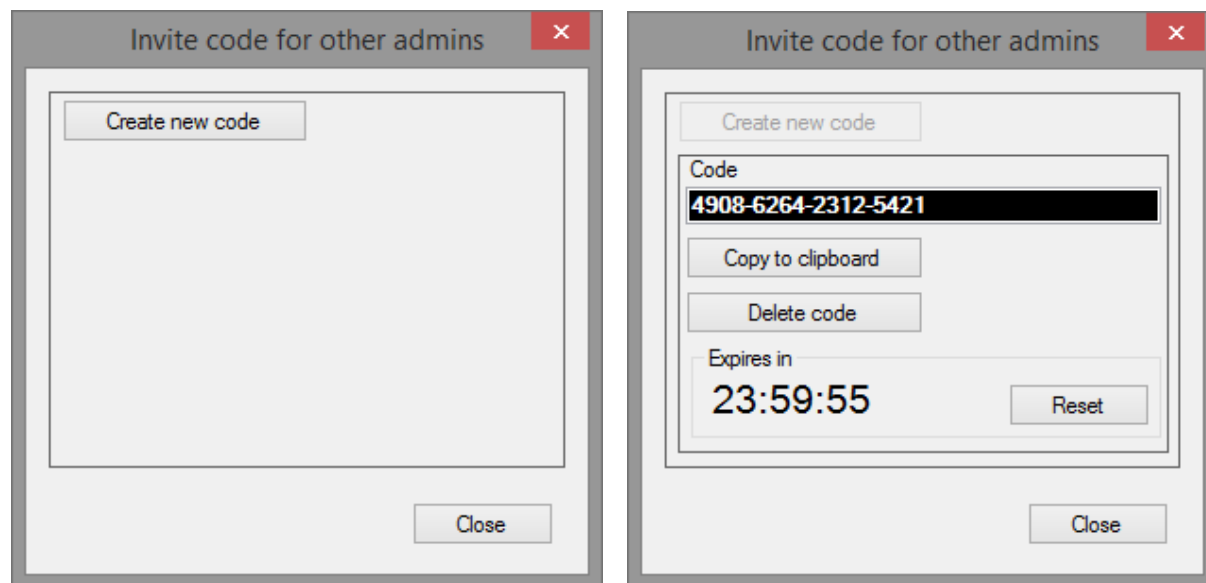 Invite code for other admins
Create new code
Close
Invite code for other admins
Create new code
Code
4908-6264-2312-5421
Copy to clipboard
Delete code
Expires in
23:59:55
Reset
Close